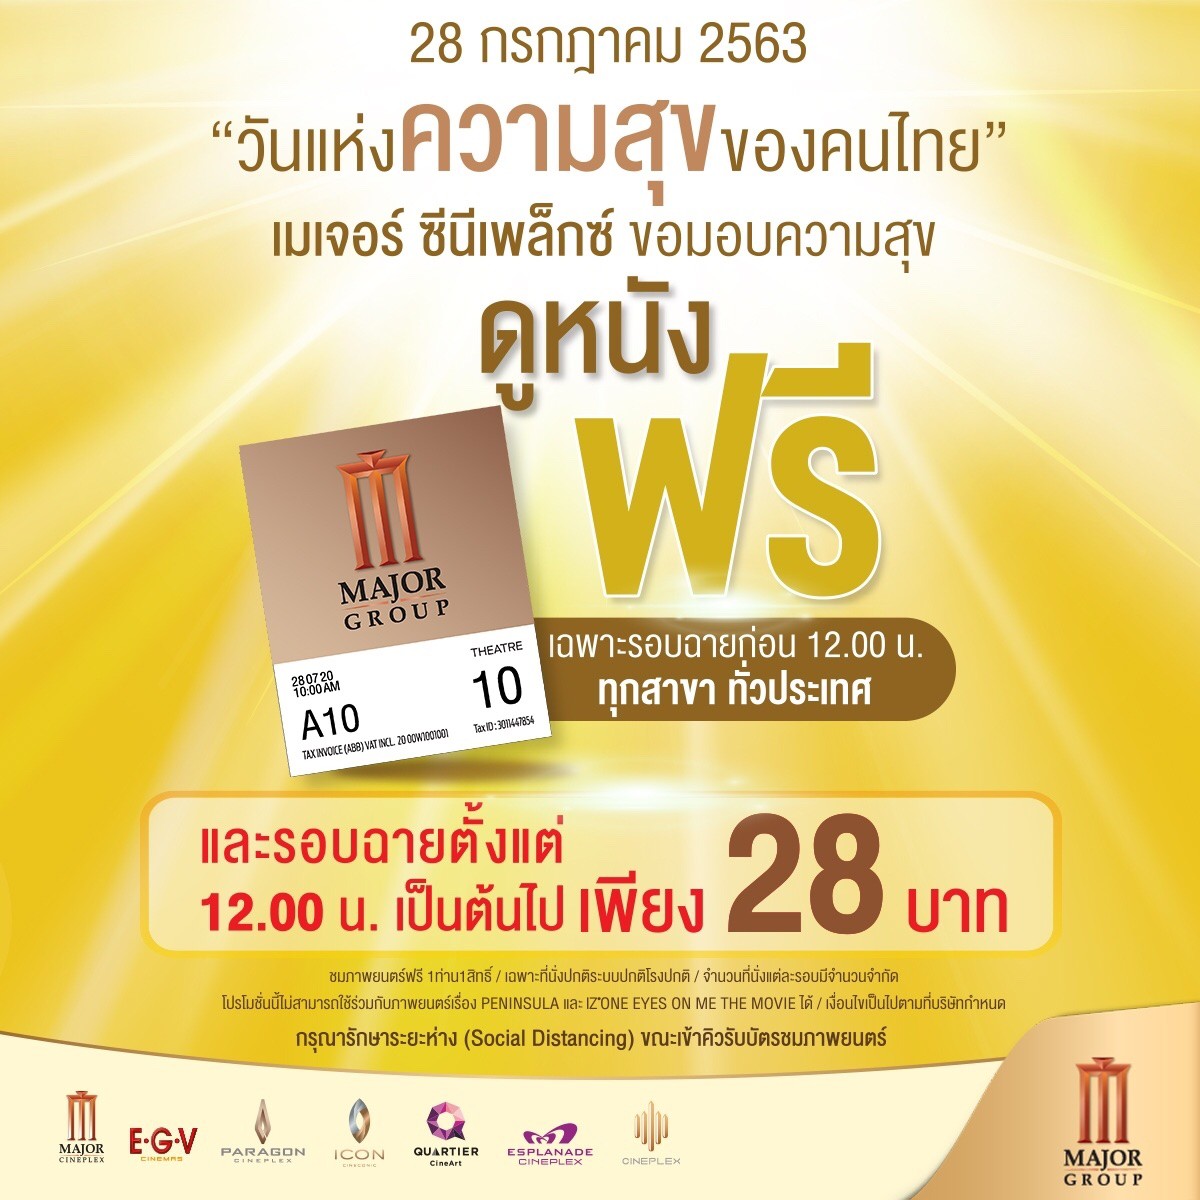 28 กรกฎาคม 2563
“วันแห่งความสุขของคนไทย”
เมเจอร์ ซีนีเพล็กซ์ ขอมอบความสุข
ดูหนัง
ฟรี
MAJOR
GROUP
280720
10:00AM
THEATRE
A10
10
TAX INVOICE (ABB) VAT INCL. 20 00W1001001
Tax ID : 3011447854
เฉพาะรอบฉายก่อน 12.00 น.
ทุกสาขา ทั่วประเทศ
และรอบฉายตั้งแต่
12.00 น. เป็นต้นไป เพียง 28 บาท
ชมภาพยนตร์ฟรี 1ท่าน1สิทธิ์ / เฉพาะที่นั่งปกติระบบปกติโรงปกติ / จำนวนที่นั่งแต่ละรอบมีจำนวนจำกัด
โปรโมชั่นนี้ไม่สามารถใช้ร่วมกับภาพยนตร์เรื่อง PENINSULA และ IZ*ONE EYES ON ME THE MOVIE ได้ / เงื่อนไขเป็นไปตามที่บริษัทกำหนด
กรุณารักษาระยะห่าง (Social Distancing) ขณะเข้าคิวรับบัตรชมภาพยนตร์
MAJOR
CINEPLEX
E·G·V
CINEMAS
PARAGON
CINEPLEX
ICON
CINECONIC
QUARTIER
CineArt
ESPLANADE
CINEPLEX
CINEPLEX
MAJOR
GROUP